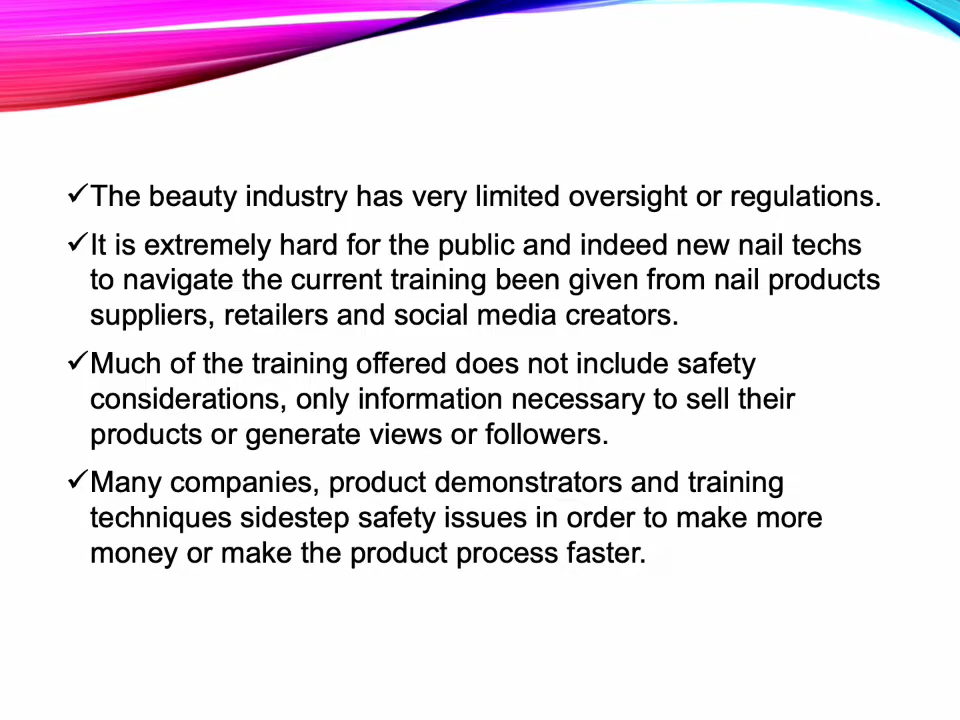 ✓The beauty industry has very limited oversight or regulations.
✓It is extremely hard for the public and indeed new nail techs
to navigate the current training been given from nail products
suppliers, retailers and social media creators.
✓Much of the training offered does not include safety
considerations, only information necessary to sell their
products or generate views or followers.
✓Many companies, product demonstrators and training
techniques sidestep safety issues in order to make more
money or make the product process faster.